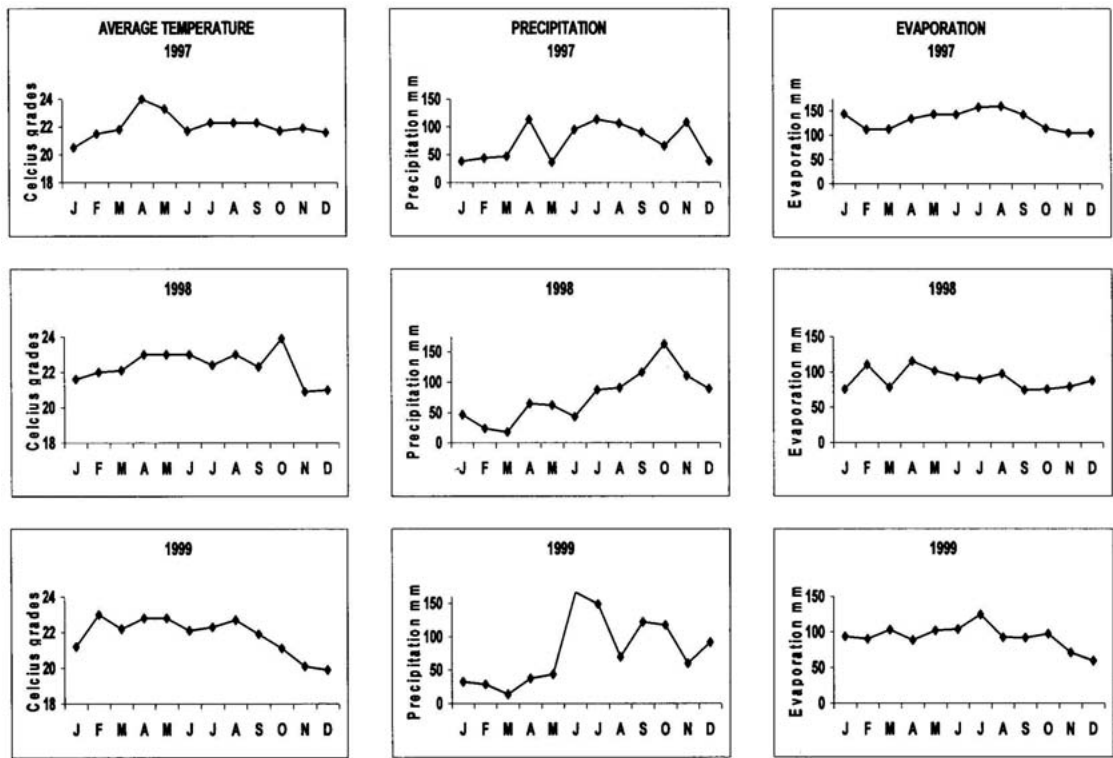 AVERAGE TEMPERATURE
1997
Celcius grades
24
22
20
18
J F M A M J J A S O N D
PRECIPITATION
1997
Precipitation mm
150
100
50
0
J F M A M J J A S O N D
EVAPORATION
1997
Evaporation mm
150
100
50
0
J F M A M J J A S O N D
1998
Celcius grades
24
22
20
18
J F M A M J J A S O N D
1998
Precipitation mm
150
100
50
0
J F M A M J J A S O N D
1998
Evaporation mm
150
100
50
0
J F M A M J J A S O N D
1999
Celcius grades
24
22
20
18
J F M A M J J A S O N D
1999
Precipitation mm
150
100
50
0
J F M A M J J A S O N D
1999
Evaporation mm
150
100
50
0
J F M A M J J A S O N D